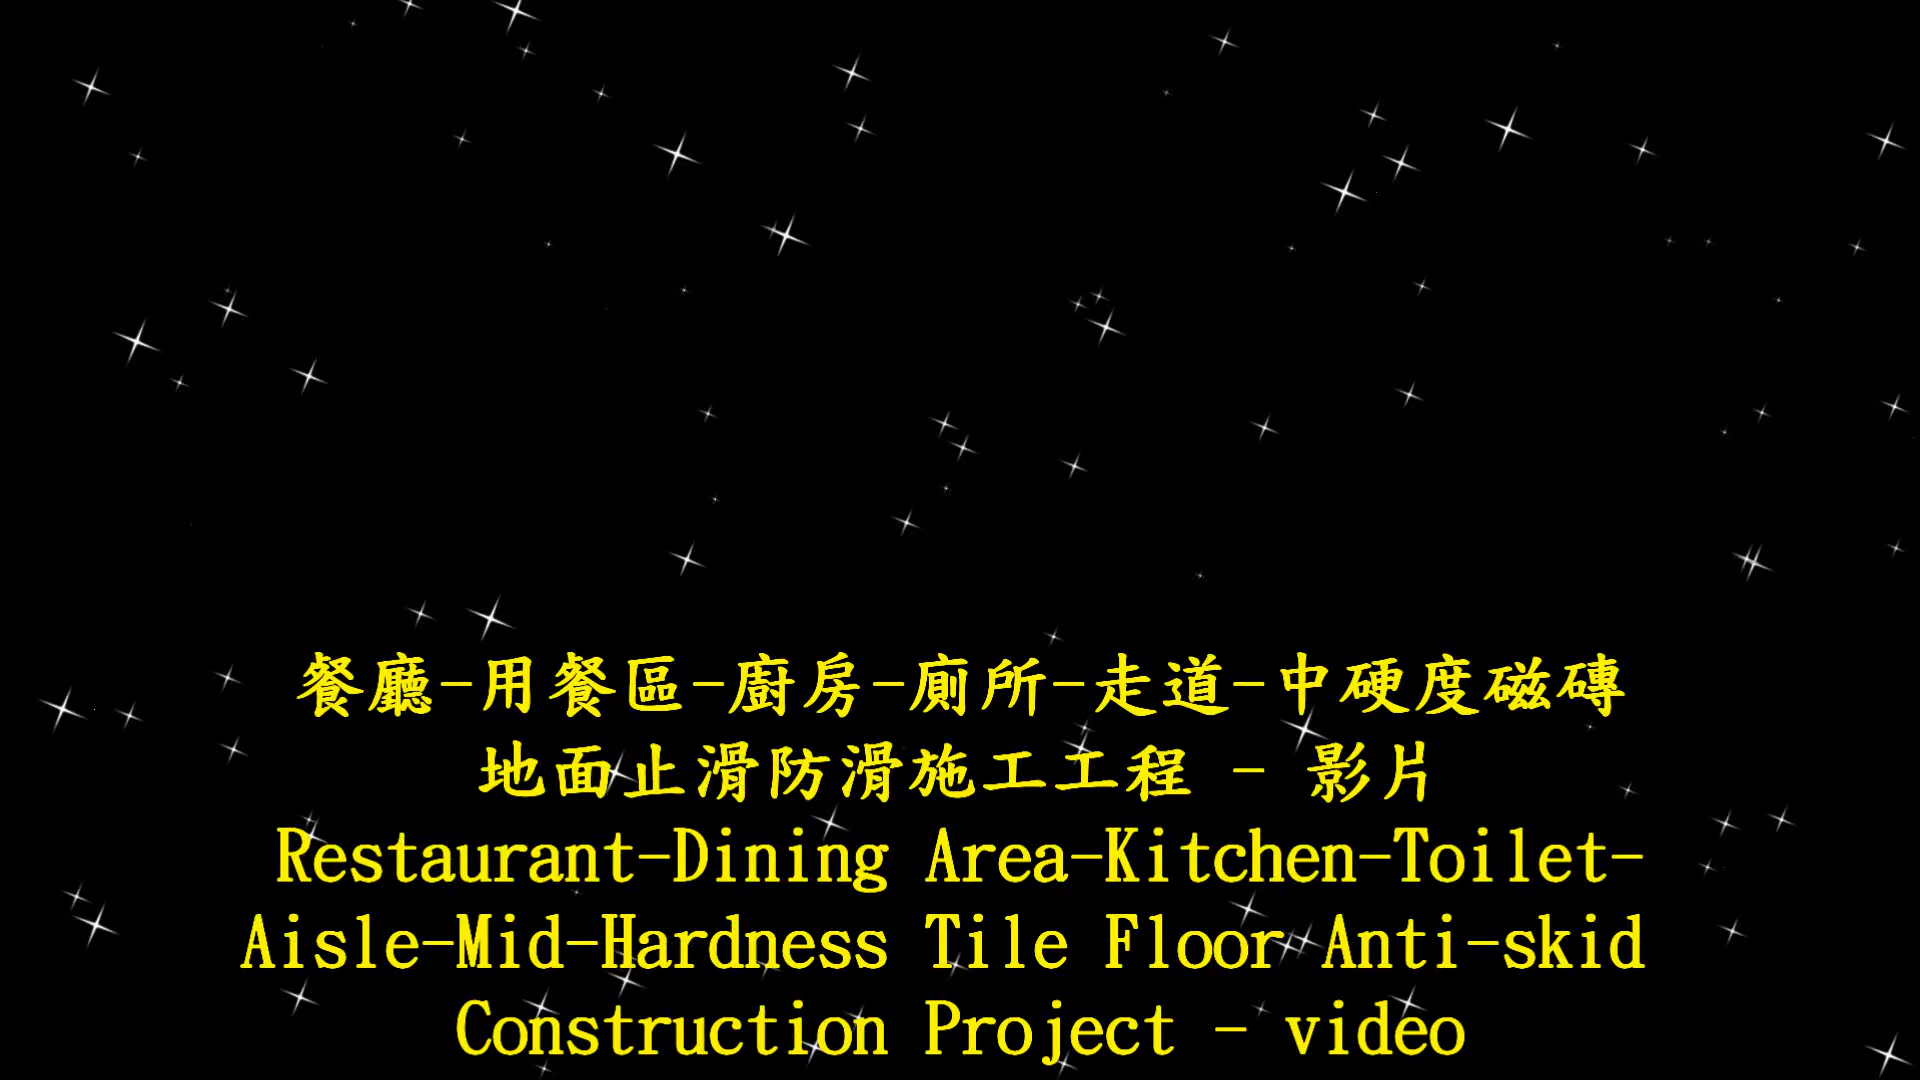 餐廳-用餐區-廚房-廁所-走道-中硬度磁磚
地面止滑防滑施工工程 - 影片
Restaurant-Dining Area-Kitchen-Toilet-
Aisle-Mid-Hardness Tile Floor Anti-skid
Construction Project - video